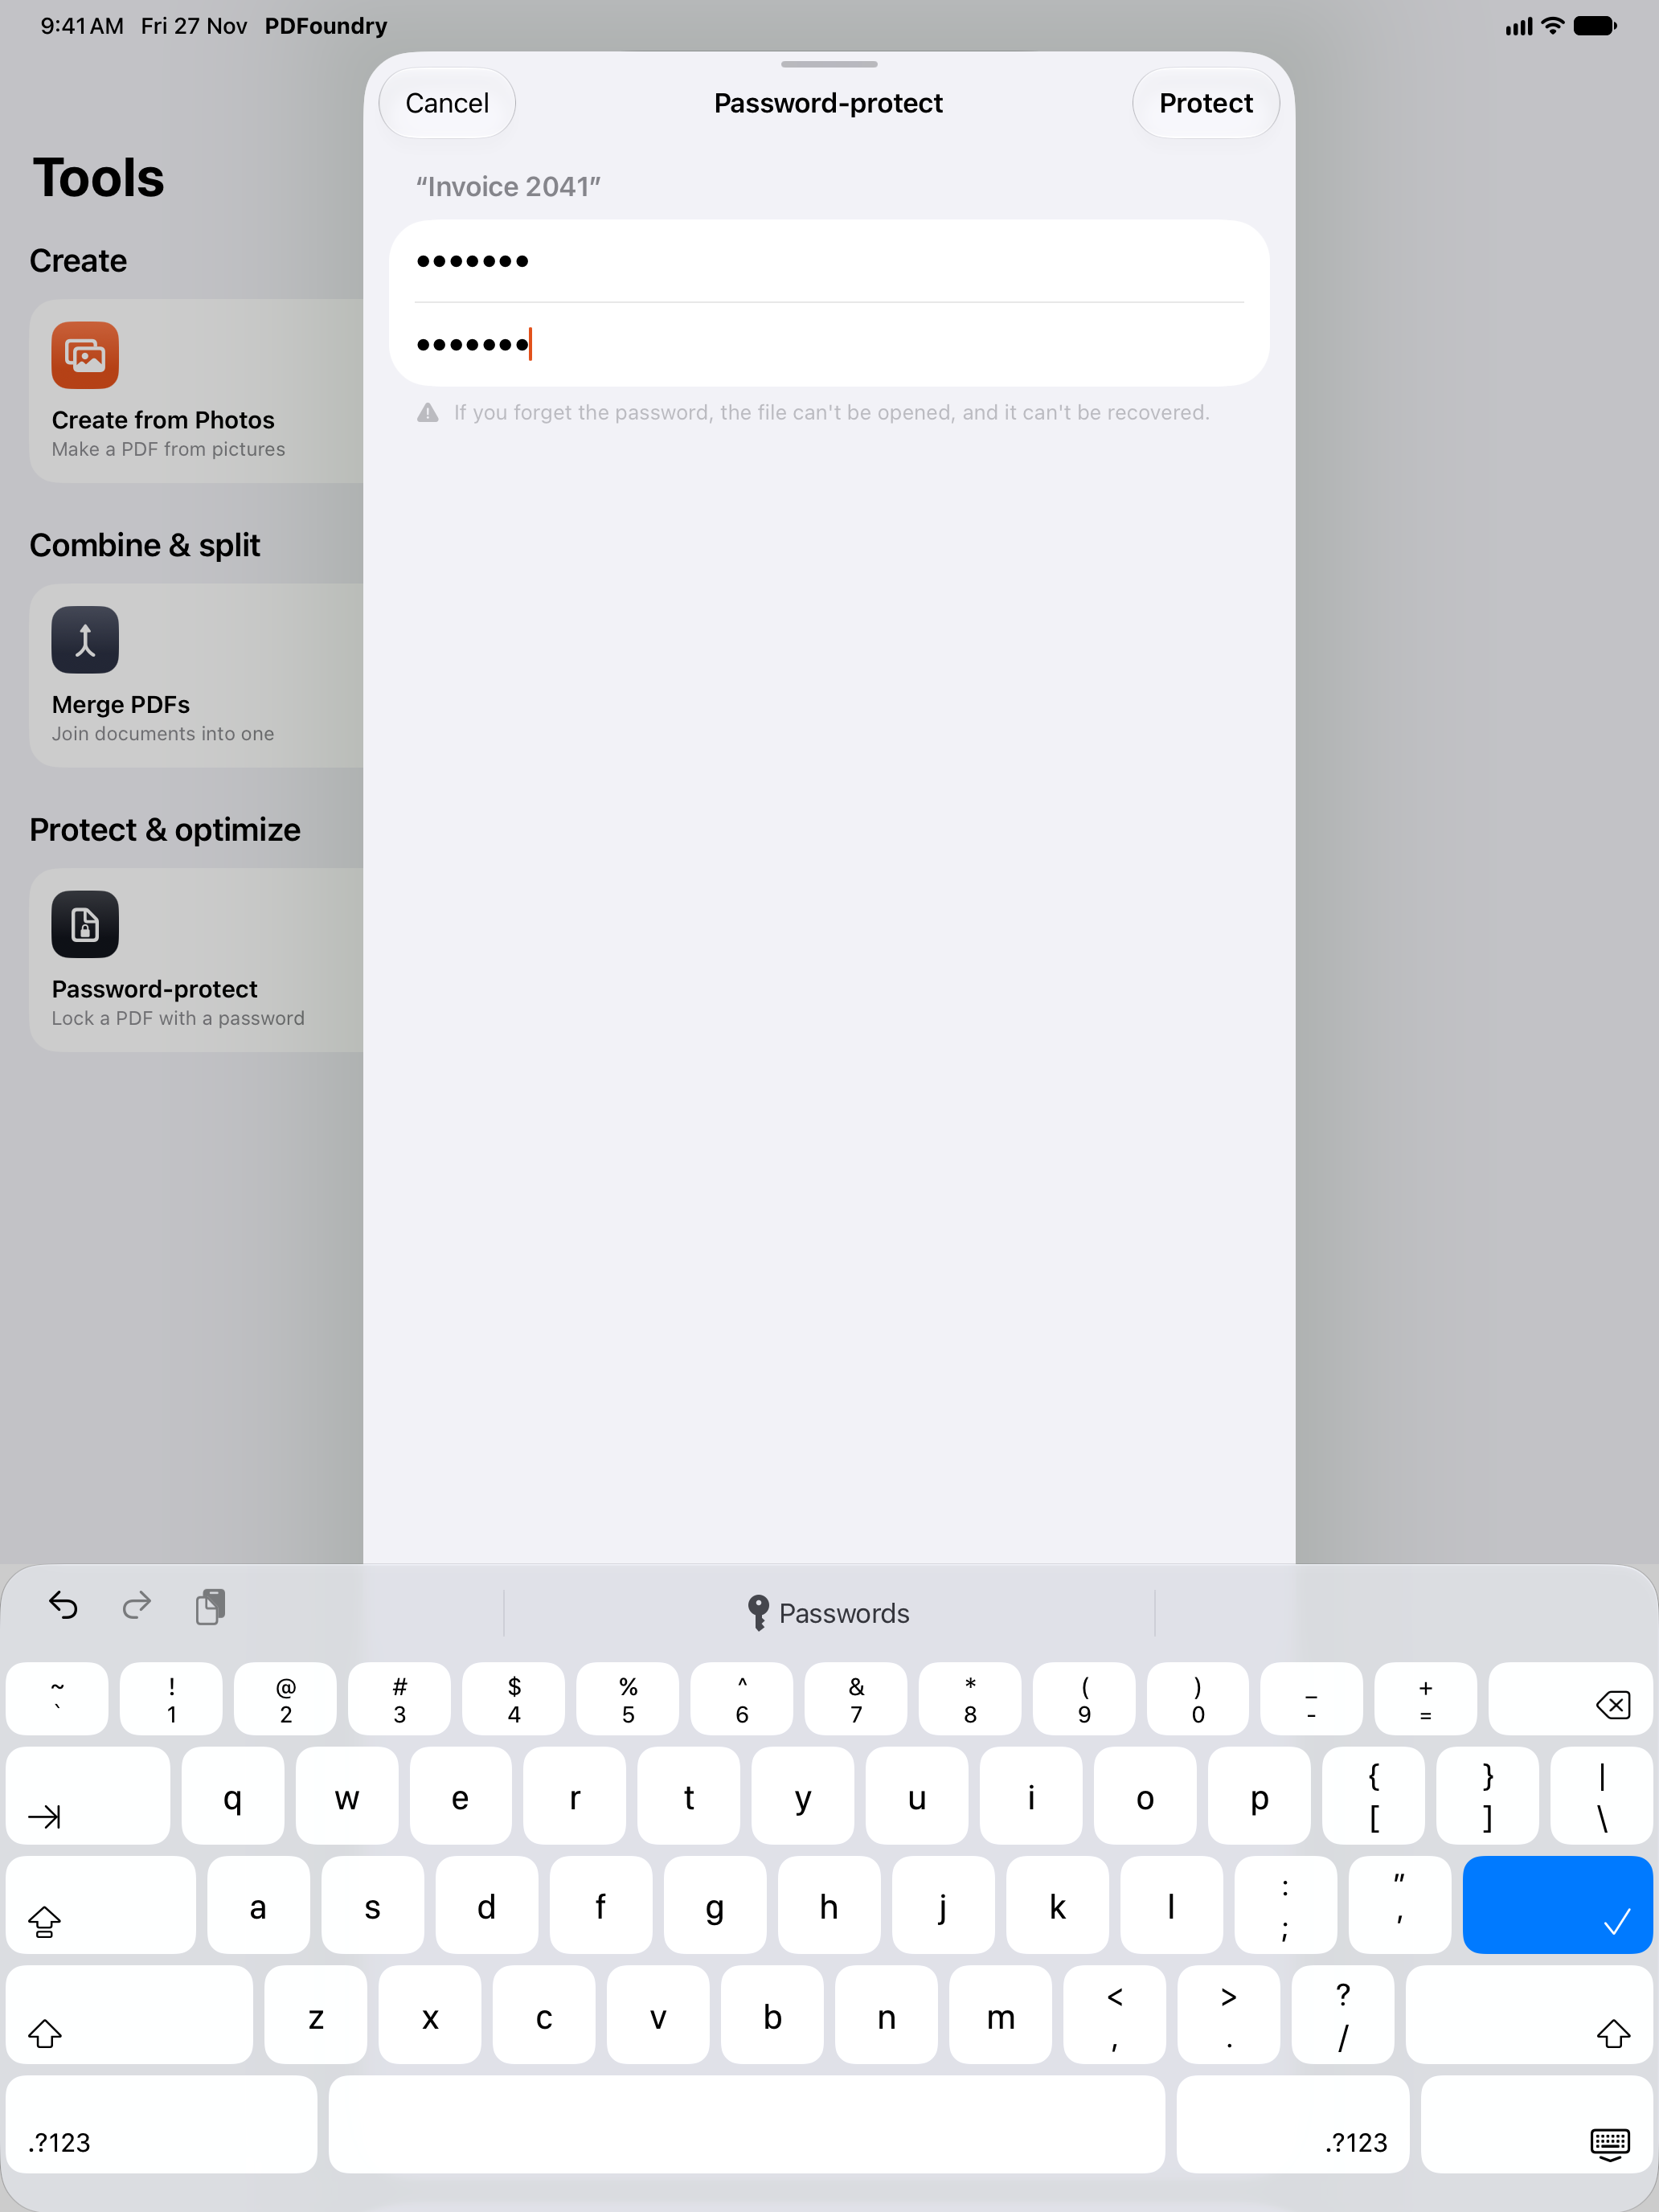 9:41 AM Fri 27 Nov PDFoundry
Tools
Create
Create from Photos
Make a PDF from pictures
Combine & split
Merge PDFs
Join documents into one
Protect & optimize
Password-protect
Lock a PDF with a password
Cancel Password-protect Protect
“Invoice 2041”
•••••••
•••••••
If you forget the password, the file can't be opened, and it can't be recovered.
Passwords
~ ! @ # $ % ^ & * ( ) _ +
` 1 2 3 4 5 6 7 8 9 0 - =
q w e r t y u i o p { } |
[ ] \
a s d f g h j k l : "
; '
z x c v b n m < > ?
, . /
.?123 .?123